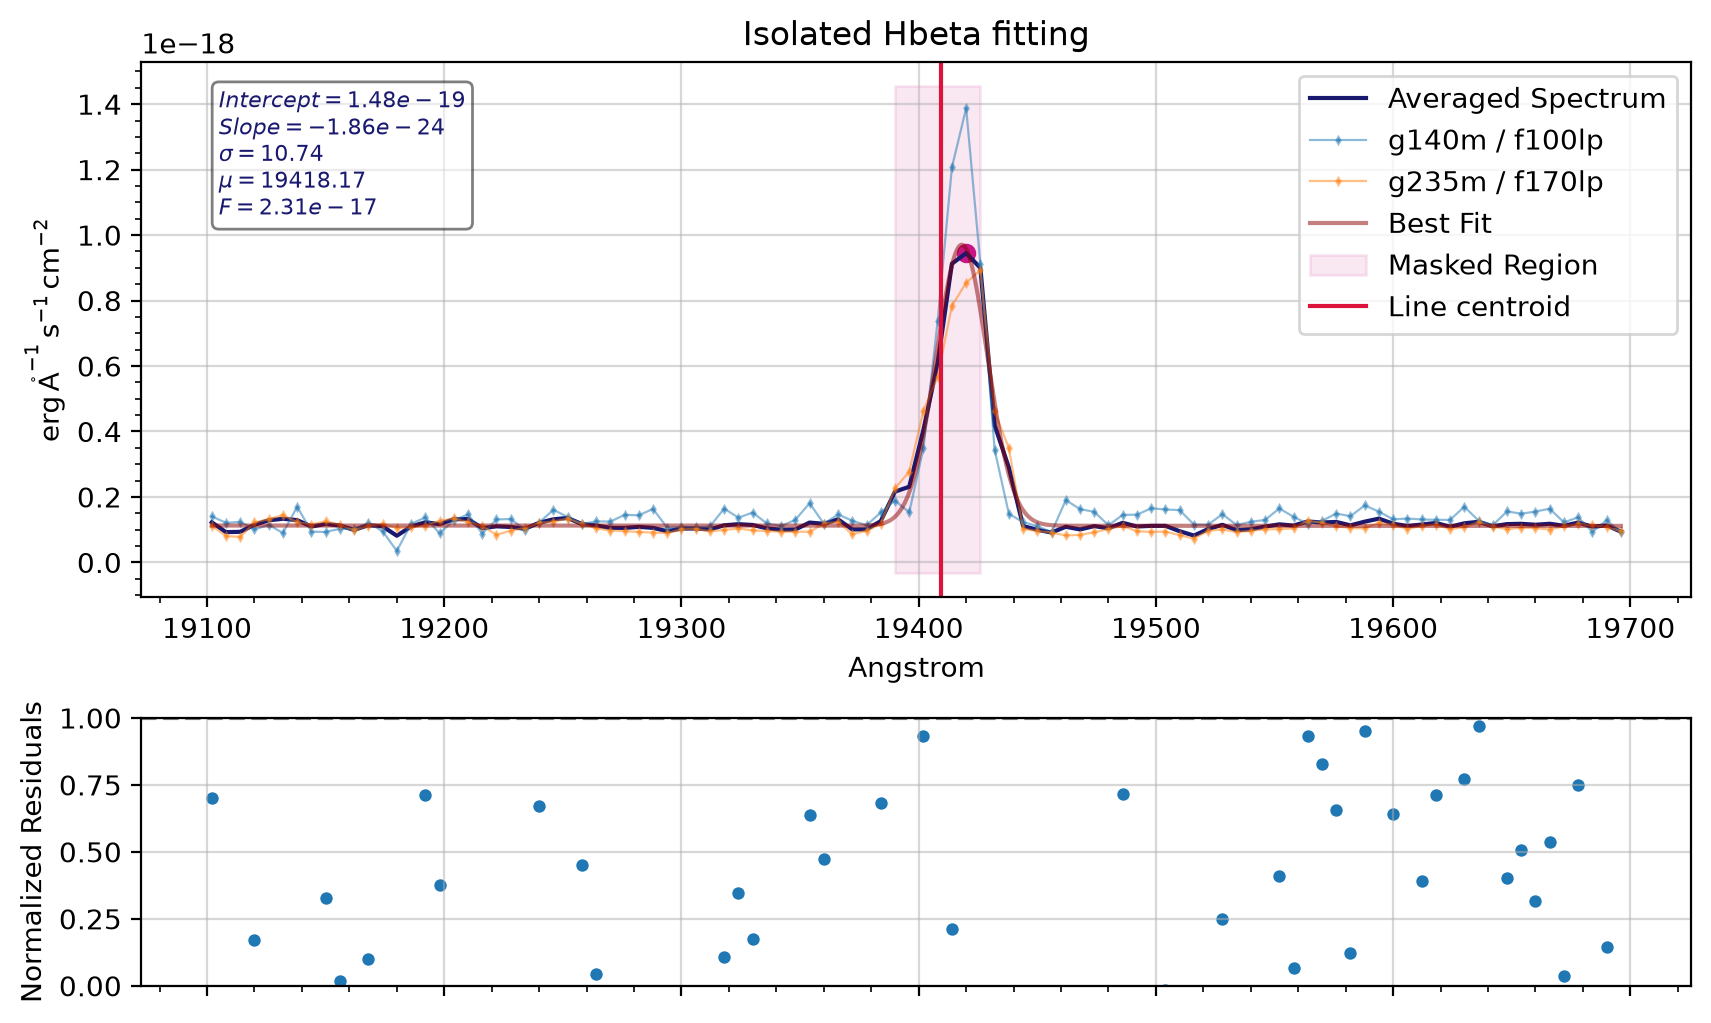 Isolated Hbeta fitting
1e−18
Intercept = 1.48e − 19
Slope = −1.86e − 24
σ = 10.74
μ = 19418.17
F = 2.31e − 17
Averaged Spectrum
g140m / f100lp
g235m / f170lp
Best Fit
Masked Region
Line centroid
erg Å⁻¹ s⁻¹ cm⁻²
1.4
1.2
1.0
0.8
0.6
0.4
0.2
0.0
19100 19200 19300 19400 19500 19600 19700
Angstrom
Normalized Residuals
1.00
0.75
0.50
0.25
0.00